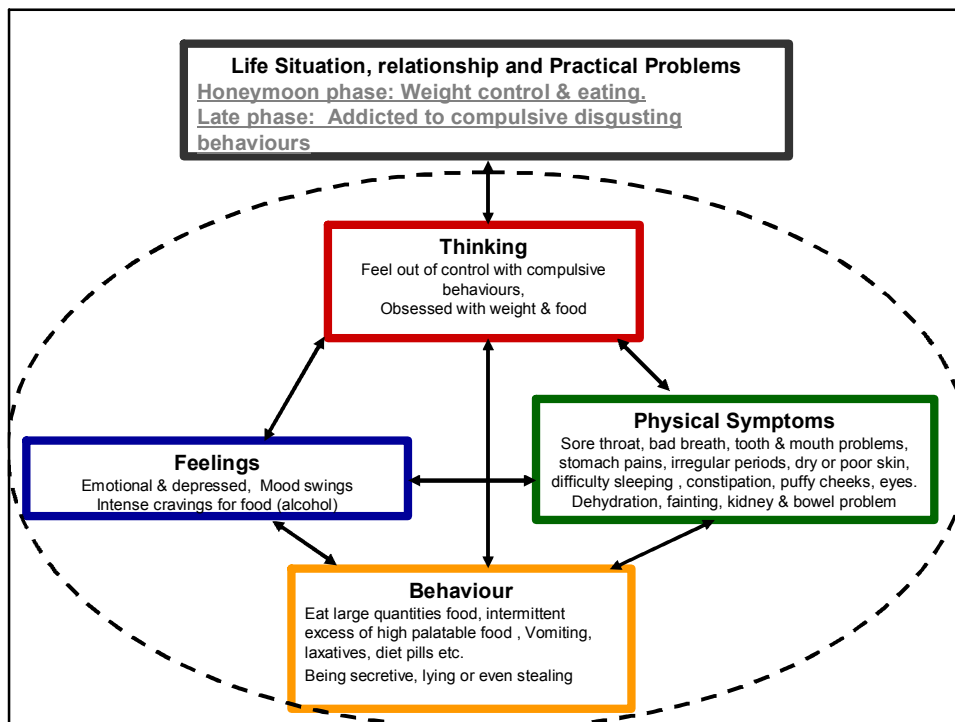 Life Situation, relationship and Practical Problems
Honeymoon phase: Weight control & eating.
Late phase:  Addicted to compulsive disgusting
behaviours
Thinking
Feel out of control with compulsive
behaviours,
Obsessed with weight & food
Physical Symptoms
Sore throat, bad breath, tooth & mouth problems,
stomach pains, irregular periods, dry or poor skin,
difficulty sleeping , constipation, puffy cheeks, eyes.
Dehydration, fainting, kidney & bowel problem
Feelings
Emotional & depressed,  Mood swings
Intense cravings for food (alcohol)
Behaviour
Eat large quantities food, intermittent
excess of high palatable food , Vomiting,
laxatives, diet pills etc.
Being secretive, lying or even stealing